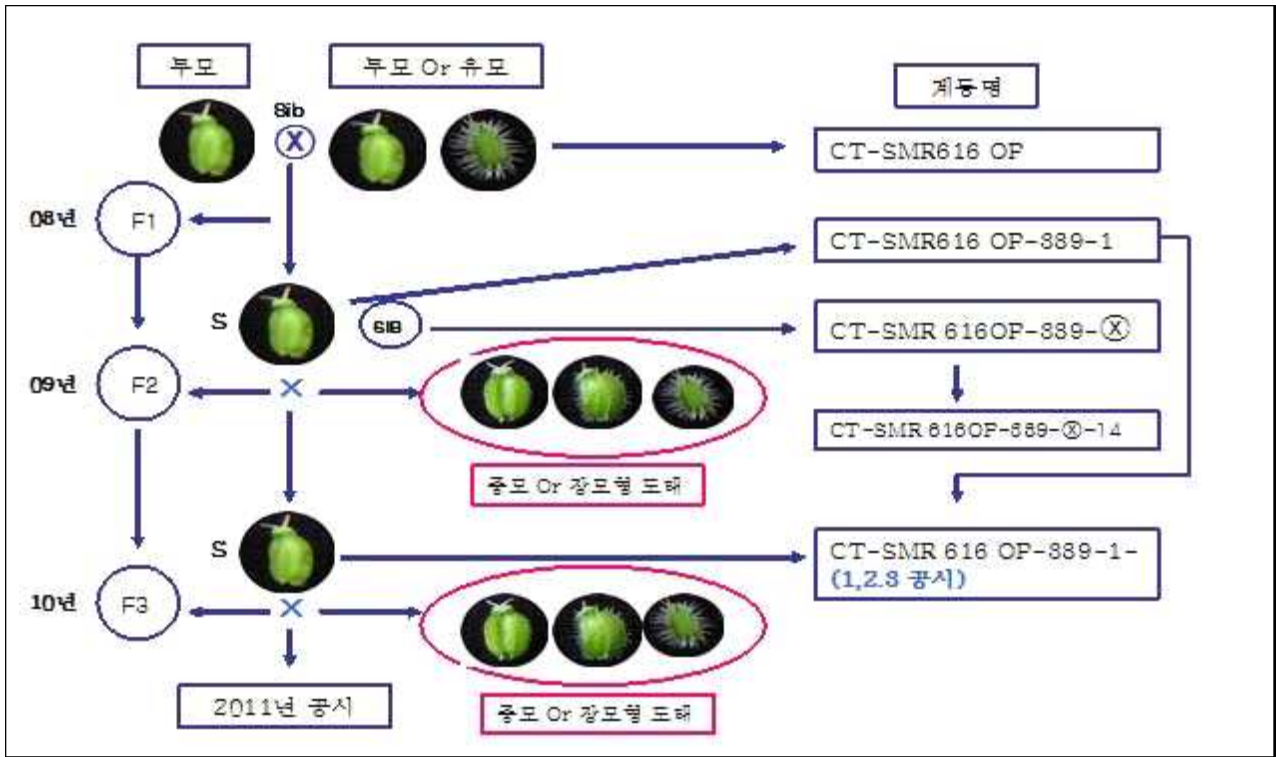 무모
무모 Or 유모
계통명
Sib
X
CT-SMR616 OP
08년
F1
CT-SMR616 OP-889-1
S
SIB
CT-SMR 616OP-889-ⓧ
09년
F2
X
CT-SMR 616OP-889-ⓧ-14
중모 Or 장모형 도태
S
CT-SMR 616 OP-889-1-
(1,2.3 공시)
10년
F3
X
2011년 공시
중모 Or 장모형 도태